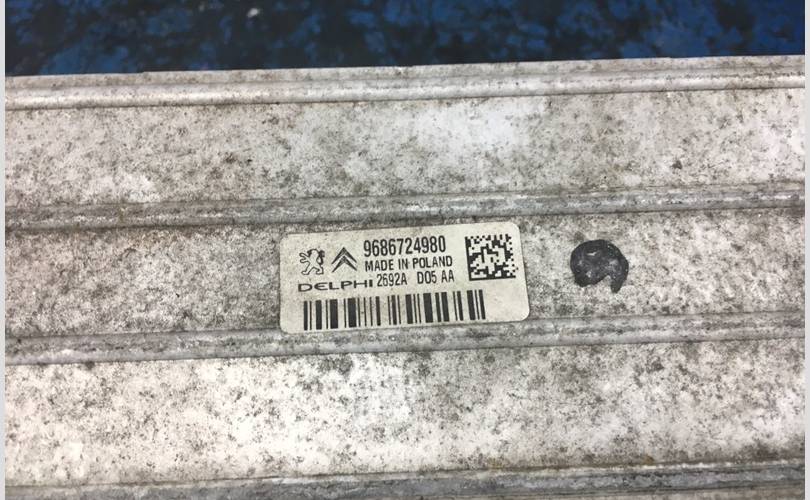 9686724980
MADE IN POLAND
DELPHI 2692A D05 AA